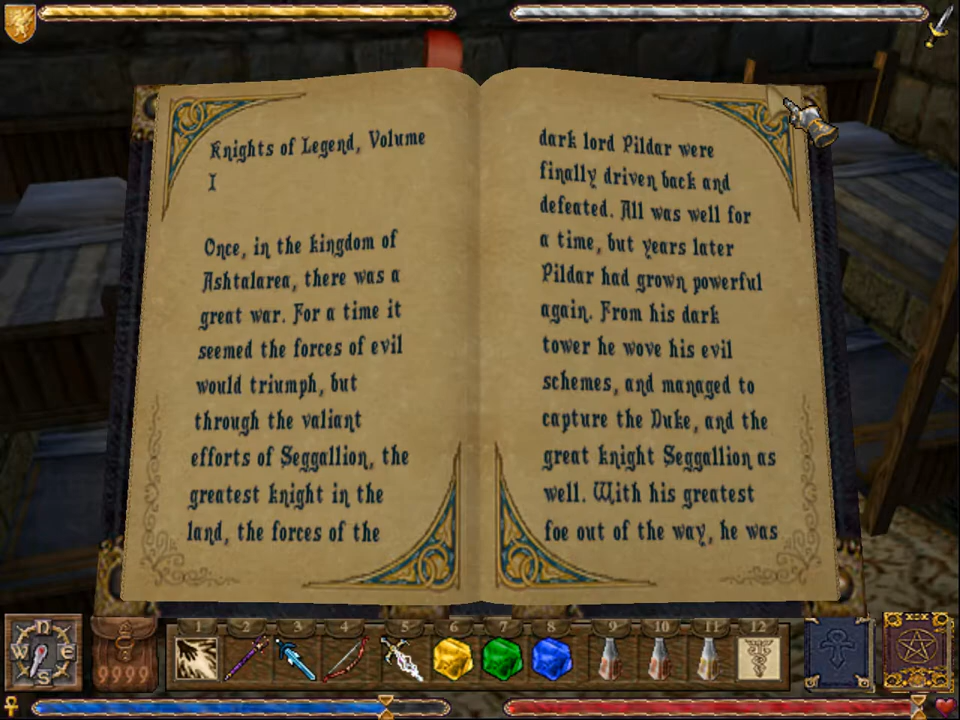 Knights of Legend, Volume
I
Once, in the kingdom of
Ashtalarea, there was a
great war. For a time it
seemed the forces of evil
would triumph, but
through the valiant
efforts of Seggallion, the
greatest knight in the
land, the forces of the
dark lord Pildar were
finally driven back and
defeated. All was well for
a time, but years later
Pildar had grown powerful
again. From his dark
tower he wove his evil
schemes, and managed to
capture the Duke, and the
great knight Seggallion as
well. With his greatest
foe out of the way, he was
N
W E
S
9999
1 2 3 4 5 6 7 8 9 10 11 12